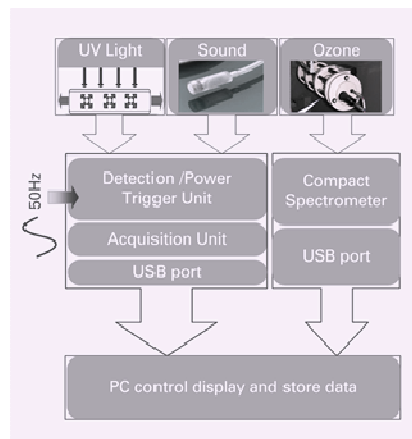 UV Light
Sound
Ozone
50Hz
Detection /Power
Trigger Unit
Acquisition Unit
USB port
Compact
Spectrometer
USB port
PC control display and store data